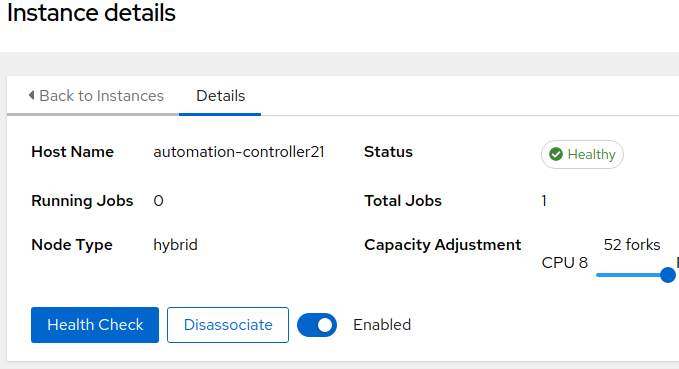 Instance details
Back to Instances Details
Host Name automation-controller21 Status Healthy
Running Jobs 0 Total Jobs 1
Node Type hybrid Capacity Adjustment 52 forks
CPU 8
Health Check Disassociate Enabled